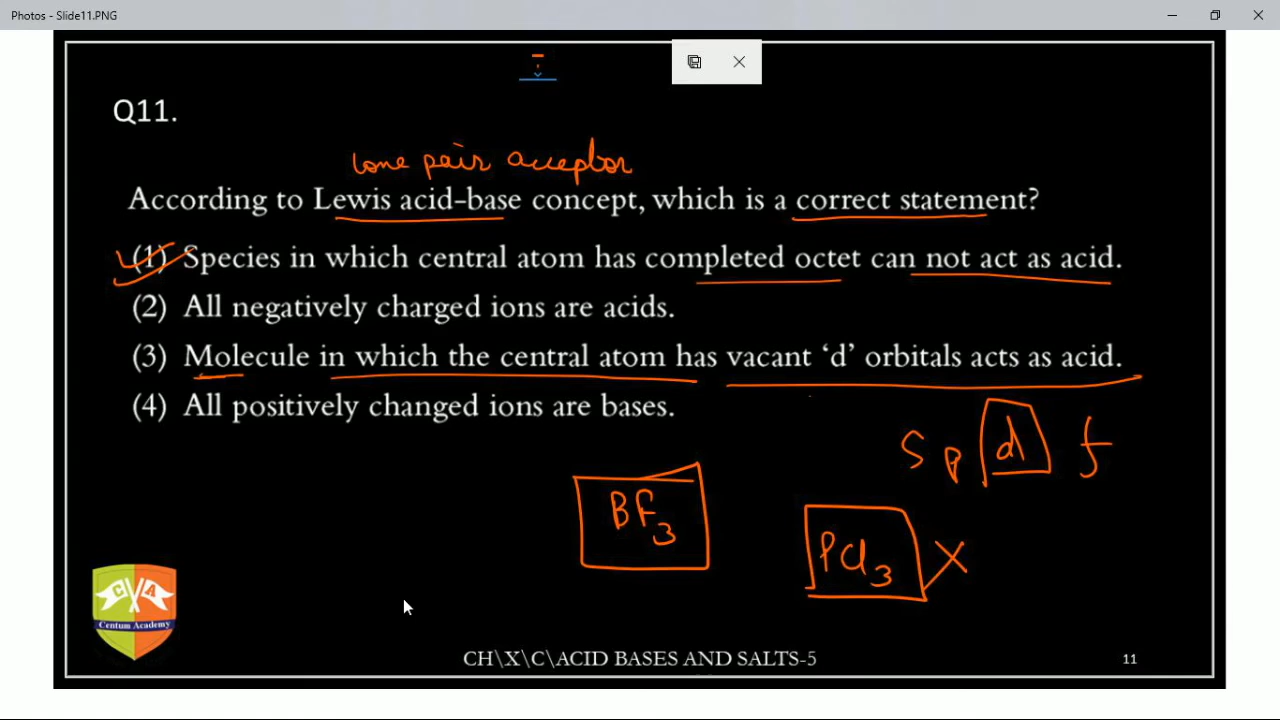 Photos - Slide11.PNG
Q11.
lone pair acceptor
According to Lewis acid-base concept, which is a correct statement?
(1) Species in which central atom has completed octet can not act as acid.
(2) All negatively charged ions are acids.
(3) Molecule in which the central atom has vacant ‘d’ orbitals acts as acid.
(4) All positively changed ions are bases.
s p d f
BF3
PCl3 X
C A
Centum Academy
CH\X\C\ACID BASES AND SALTS-5
11